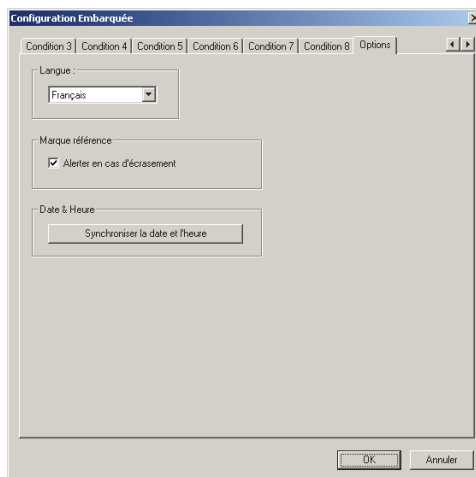 Configuration Embarquée
Condition 3 Condition 4 Condition 5 Condition 6 Condition 7 Condition 8 Options
Langue :
Français
Marque référence
Alerter en cas d'écrasement
Date & Heure
Synchroniser la date et l'heure
OK Annuler